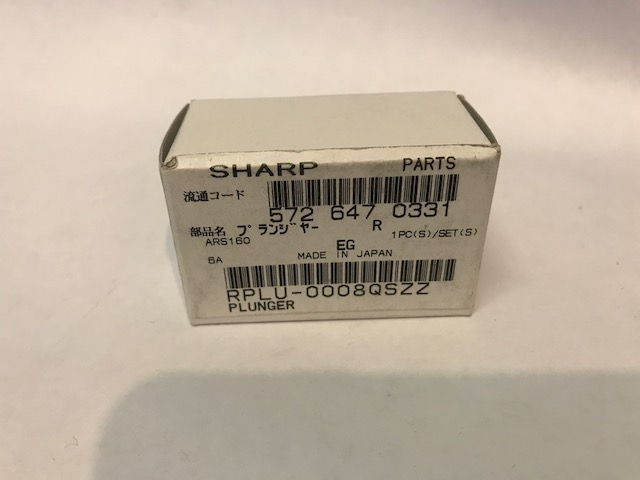 SHARP PARTS
流通コード
572 647 0331
部品名 プランジャー R 1PC(S)/SET(S)
ARS160 EG
6A MADE IN JAPAN
RPLU-0008QSZZ
PLUNGER